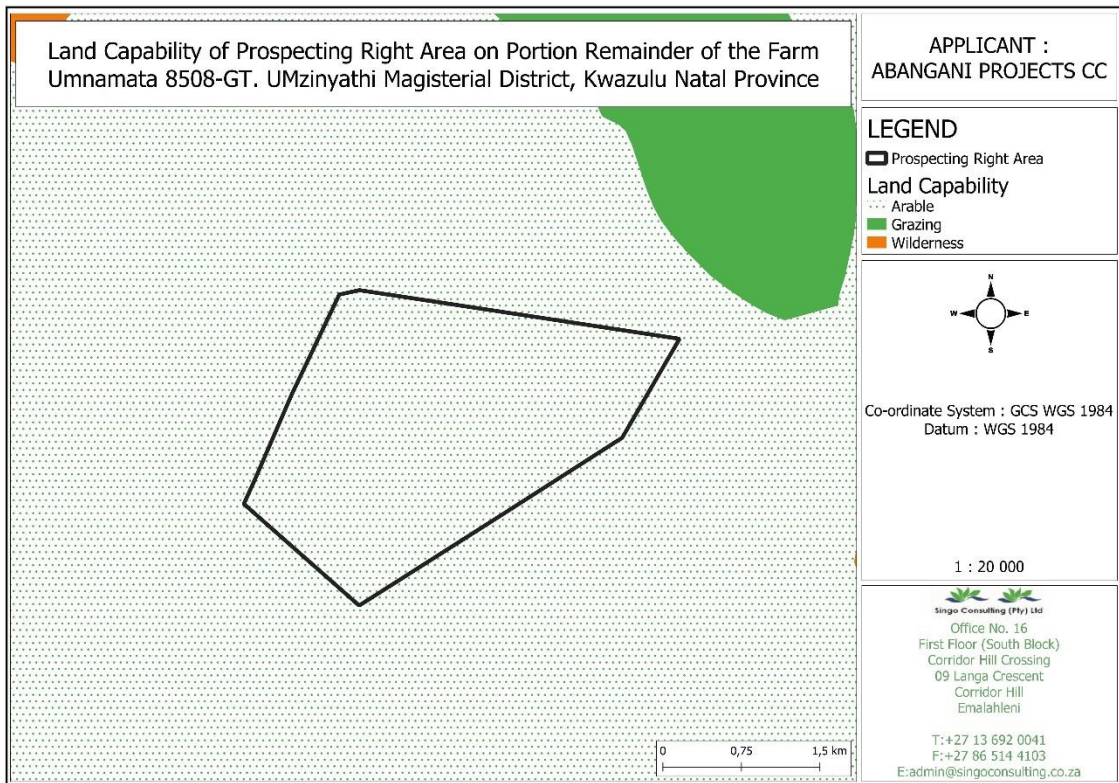 Land Capability of Prospecting Right Area on Portion Remainder of the Farm
Umnamata 8508-GT. UMzinyathi Magisterial District, Kwazulu Natal Province
APPLICANT :
ABANGANI PROJECTS CC
LEGEND
Prospecting Right Area
Land Capability
Arable
Grazing
Wilderness
N
W E
S
Co-ordinate System : GCS WGS 1984
Datum : WGS 1984
1 : 20 000
Singo Consulting (Pty) Ltd
Office No. 16
First Floor (South Block)
Corridor Hill Crossing
09 Langa Crescent
Corridor Hill
Emalahleni
T:+27 13 692 0041
F:+27 86 514 4103
E:admin@singoconsulting.co.za
0 0,75 1,5 km